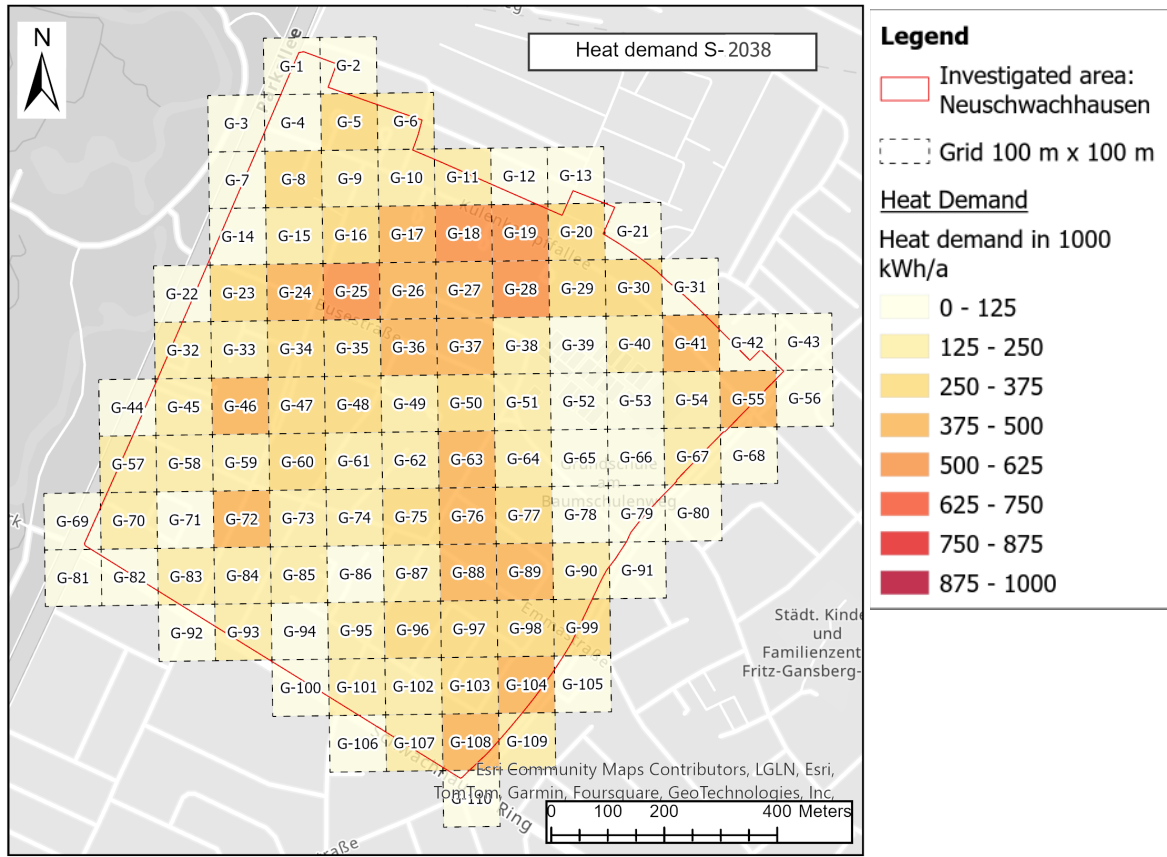 N
Parkallee
Heat demand S- 2038
G-1 G-2
G-3 G-4 G-5 G-6
G-7 G-8 G-9 G-10 G-11 G-12 G-13
G-14 G-15 G-16 G-17 G-18 G-19 G-20 G-21
G-22 G-23 G-24 G-25 G-26 G-27 G-28 G-29 G-30 G-31
Busestraße
G-32 G-33 G-34 G-35 G-36 G-37 G-38 G-39 G-40 G-41 G-42 G-43
G-44 G-45 G-46 G-47 G-48 G-49 G-50 G-51 G-52 G-53 G-54 G-55 G-56
G-57 G-58 G-59 G-60 G-61 G-62 G-63 G-64 G-65 G-66 G-67 G-68
Grundschule
am
Baumschulenweg
G-69 G-70 G-71 G-72 G-73 G-74 G-75 G-76 G-77 G-78 G-79 G-80
G-81 G-82 G-83 G-84 G-85 G-86 G-87 G-88 G-89 G-90 G-91
Emmastraße
G-92 G-93 G-94 G-95 G-96 G-97 G-98 G-99
G-100 G-101 G-102 G-103 G-104 G-105
G-106 G-107 G-108 G-109
G-110
Ring
Städt. Kinde
und
Familienzent
Fritz-Gansberg-
Esri Community Maps Contributors, LGLN, Esri,
TomTom, Garmin, Foursquare, GeoTechnologies, Inc,
0 100 200 400 Meters
Legend
Investigated area:
Neuschwachhausen
Grid 100 m x 100 m
Heat Demand
Heat demand in 1000
kWh/a
0 - 125
125 - 250
250 - 375
375 - 500
500 - 625
625 - 750
750 - 875
875 - 1000